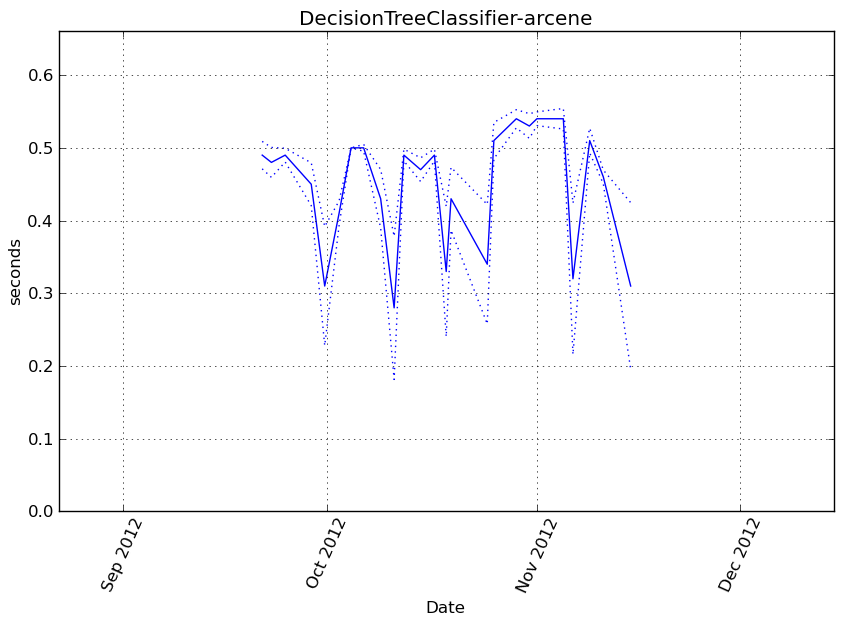 DecisionTreeClassifier-arcene
0.6
0.5
0.4
0.3
0.2
0.1
0.0
seconds
Sep 2012
Oct 2012
Nov 2012
Dec 2012
Date